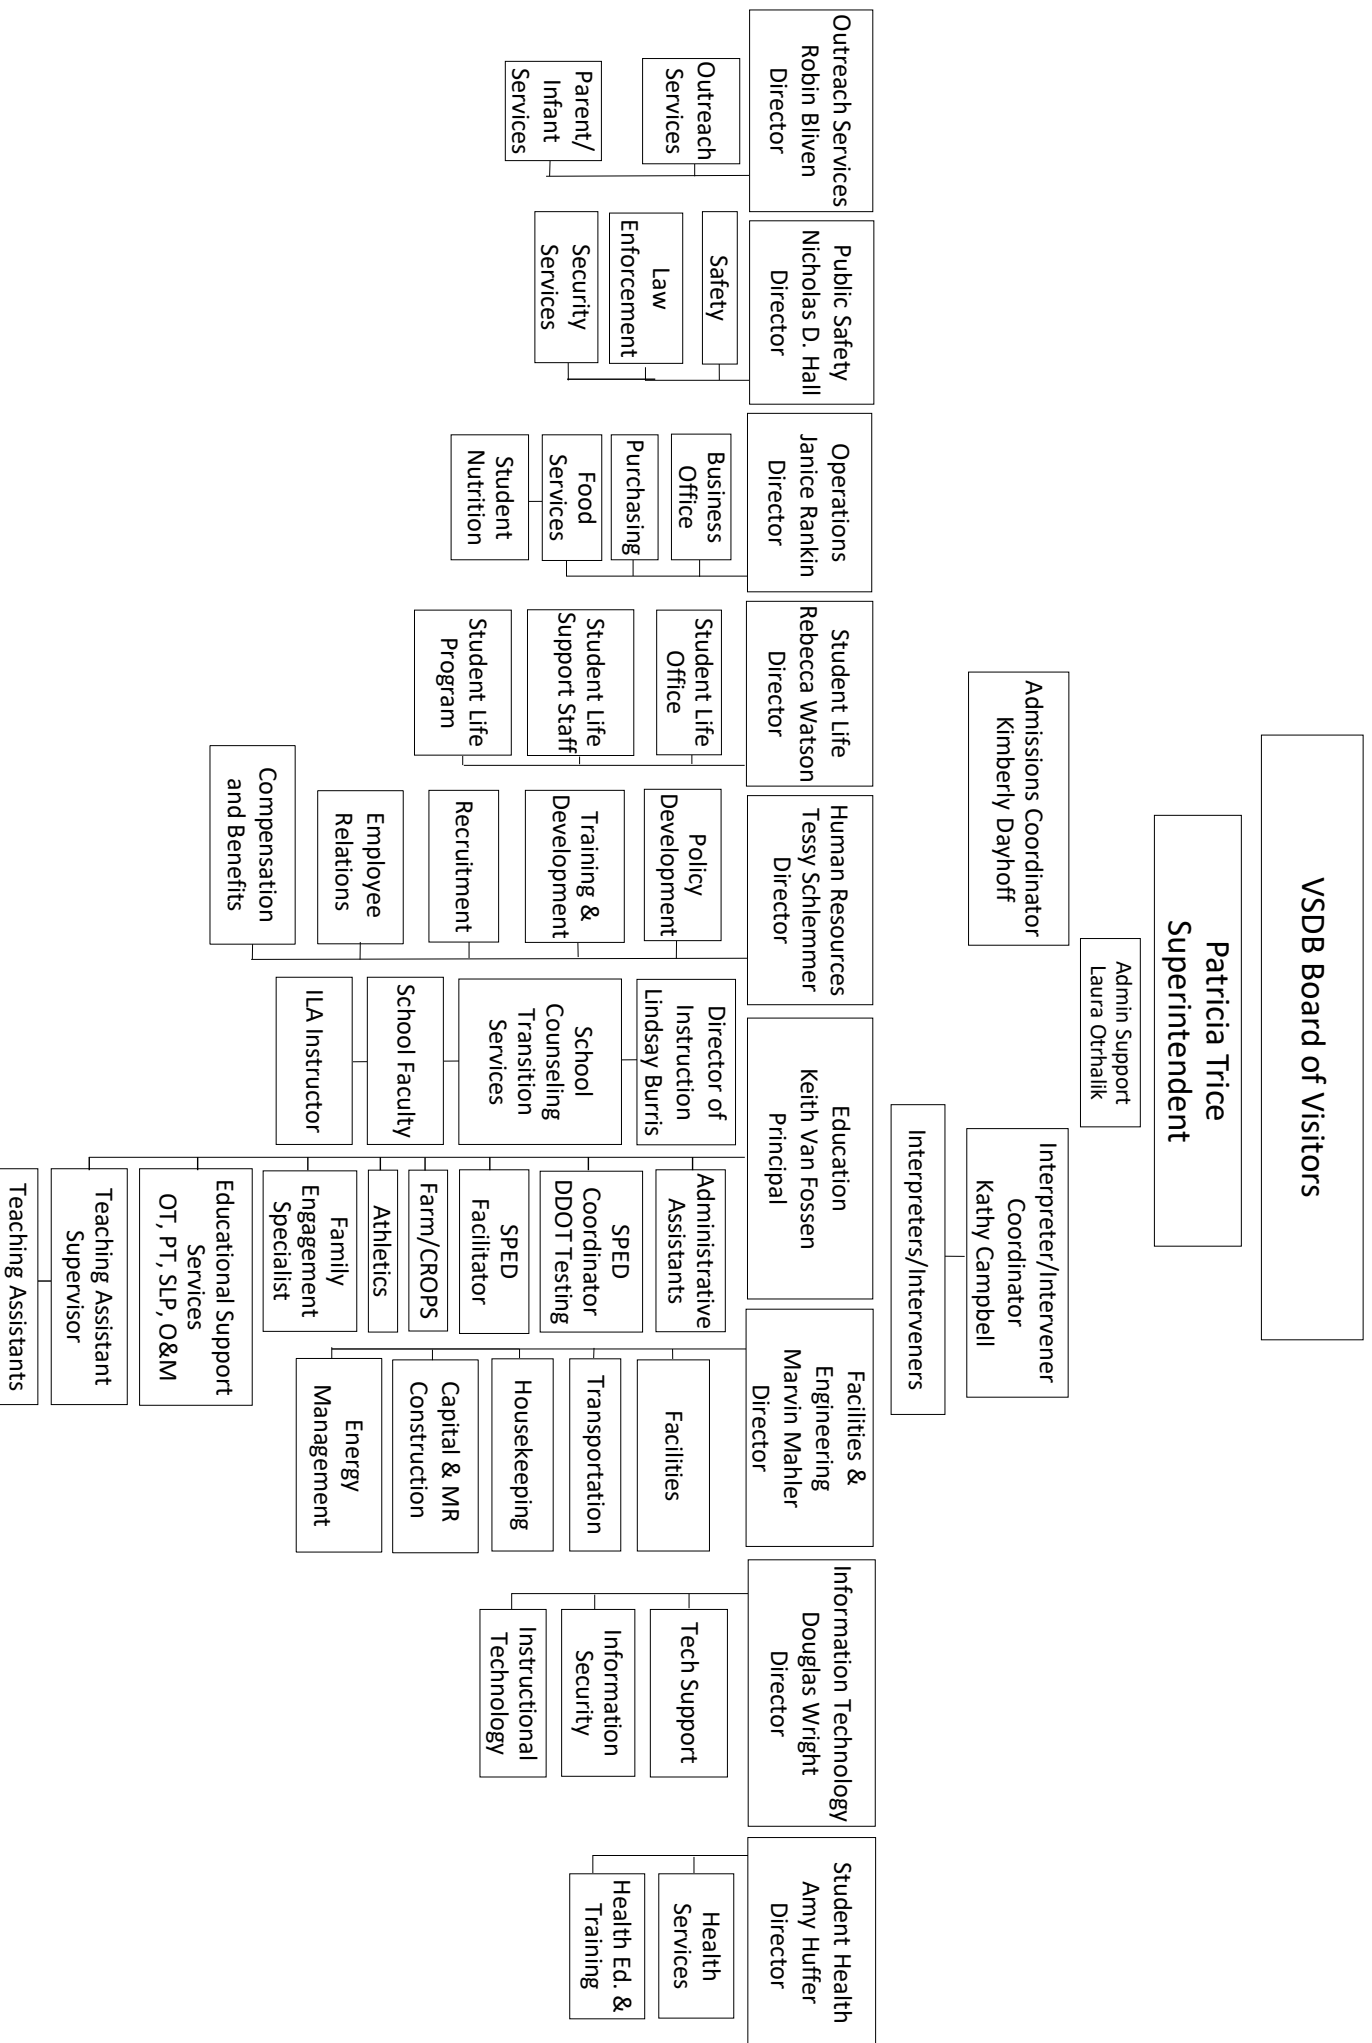 VSDB Board of Visitors
Patricia Trice
Superintendent
Admin Support
Laura Otrhalik
Admissions Coordinator
Kimberly Dayhoff
Interpreter/Intervener
Coordinator
Kathy Campbell
Interpreters/Interveners
Outreach Services
Robin Bliven
Director
Outreach
Services
Parent/
Infant
Services
Public Safety
Nicholas D. Hall
Director
Safety
Law
Enforcement
Security
Services
Operations
Janice Rankin
Director
Business
Office
Purchasing
Food
Services
Student
Nutrition
Student Life
Rebecca Watson
Director
Student Life
Office
Student Life
Support Staff
Student Life
Program
Human Resources
Tessy Schlemmer
Director
Policy
Development
Training &
Development
Recruitment
Employee
Relations
Compensation
and Benefits
Education
Keith Van Fossen
Principal
Director of
Instruction
Lindsay Burris
School
Counseling
Transition
Services
School Faculty
ILA Instructor
Administrative
Assistants
SPED
Coordinator
DDOT Testing
SPED
Facilitator
Farm/CROPS
Athletics
Family
Engagement
Specialist
Educational Support
Services
OT, PT, SLP, O&M
Teaching Assistant
Supervisor
Teaching Assistants
Facilities &
Engineering
Marvin Mahler
Director
Facilities
Transportation
Housekeeping
Capital & MR
Construction
Energy
Management
Information Technology
Douglas Wright
Director
Tech Support
Information
Security
Instructional
Technology
Student Health
Amy Huffer
Director
Health
Services
Health Ed. &
Training